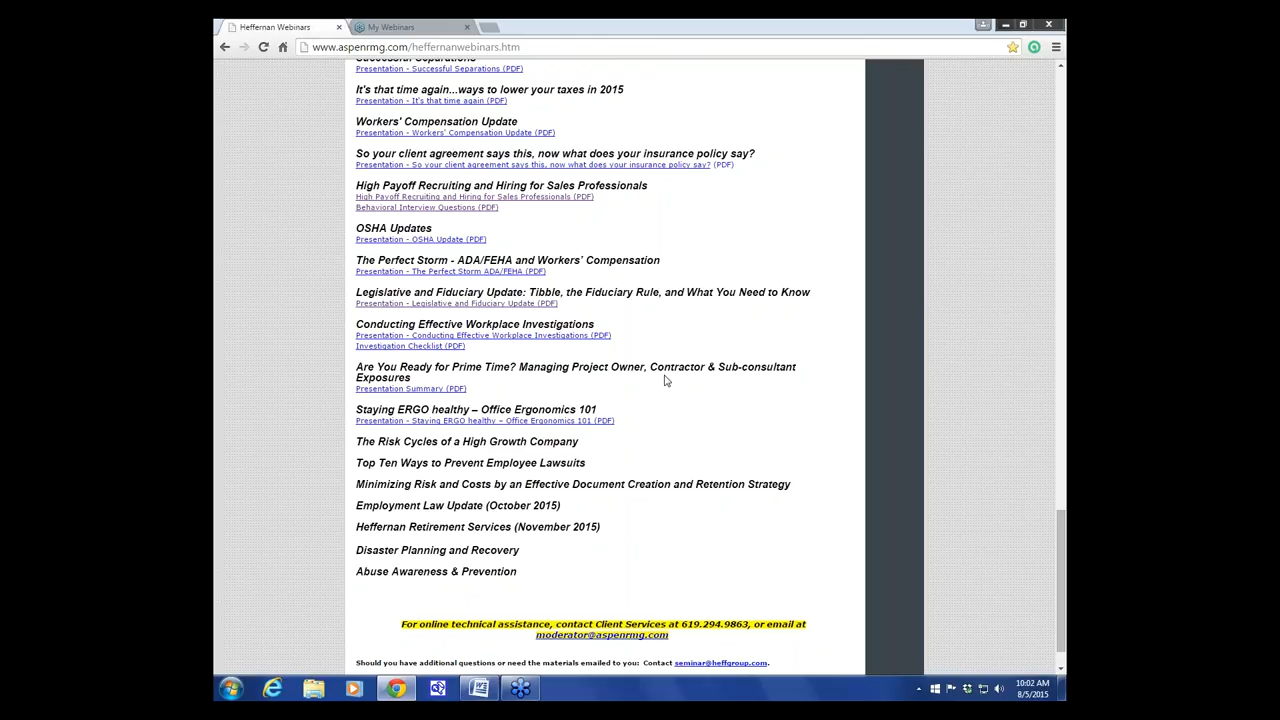 Heffernan Webinars
My Webinars
www.aspenrmg.com/heffernanwebinars.htm
Successful Separations
Presentation - Successful Separations (PDF)
It's that time again...ways to lower your taxes in 2015
Presentation - It's that time again (PDF)
Workers' Compensation Update
Presentation - Workers' Compensation Update (PDF)
So your client agreement says this, now what does your insurance policy say?
Presentation - So your client agreement says this, now what does your insurance policy say? (PDF)
High Payoff Recruiting and Hiring for Sales Professionals
High Payoff Recruiting and Hiring for Sales Professionals (PDF)
Behavioral Interview Questions (PDF)
OSHA Updates
Presentation - OSHA Update (PDF)
The Perfect Storm - ADA/FEHA and Workers' Compensation
Presentation - The Perfect Storm ADA/FEHA (PDF)
Legislative and Fiduciary Update: Tibble, the Fiduciary Rule, and What You Need to Know
Presentation - Legislative and Fiduciary Update (PDF)
Conducting Effective Workplace Investigations
Presentation - Conducting Effective Workplace Investigations (PDF)
Investigation Checklist (PDF)
Are You Ready for Prime Time? Managing Project Owner, Contractor & Sub-consultant
Exposures
Presentation Summary (PDF)
Staying ERGO healthy – Office Ergonomics 101
Presentation - Staying ERGO healthy – Office Ergonomics 101 (PDF)
The Risk Cycles of a High Growth Company
Top Ten Ways to Prevent Employee Lawsuits
Minimizing Risk and Costs by an Effective Document Creation and Retention Strategy
Employment Law Update (October 2015)
Heffernan Retirement Services (November 2015)
Disaster Planning and Recovery
Abuse Awareness & Prevention
For online technical assistance, contact Client Services at 619.294.9863, or email at
moderator@aspenrmg.com
Should you have additional questions or need the materials emailed to you: Contact seminar@heffgroup.com.
10:02 AM
8/5/2015